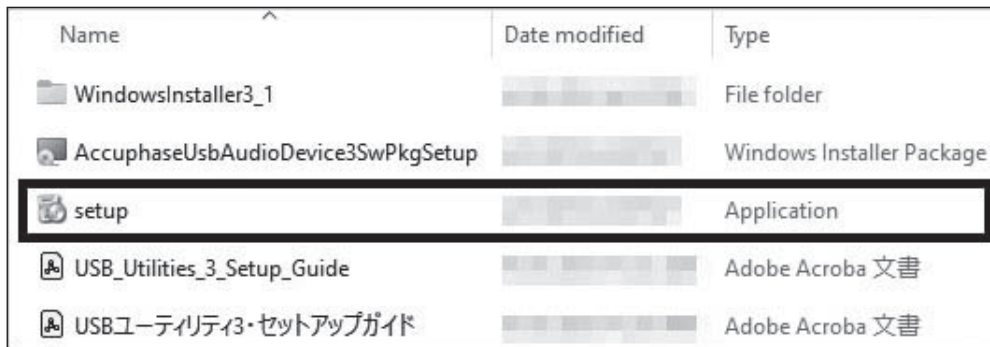 Name Date modified Type
WindowsInstaller3_1 File folder
AccuphaseUsbAudioDevice3SwPkgSetup Windows Installer Package
setup Application
USB_Utilities_3_Setup_Guide Adobe Acroba 文書
USBユーティリティ3・セットアップガイド Adobe Acroba 文書